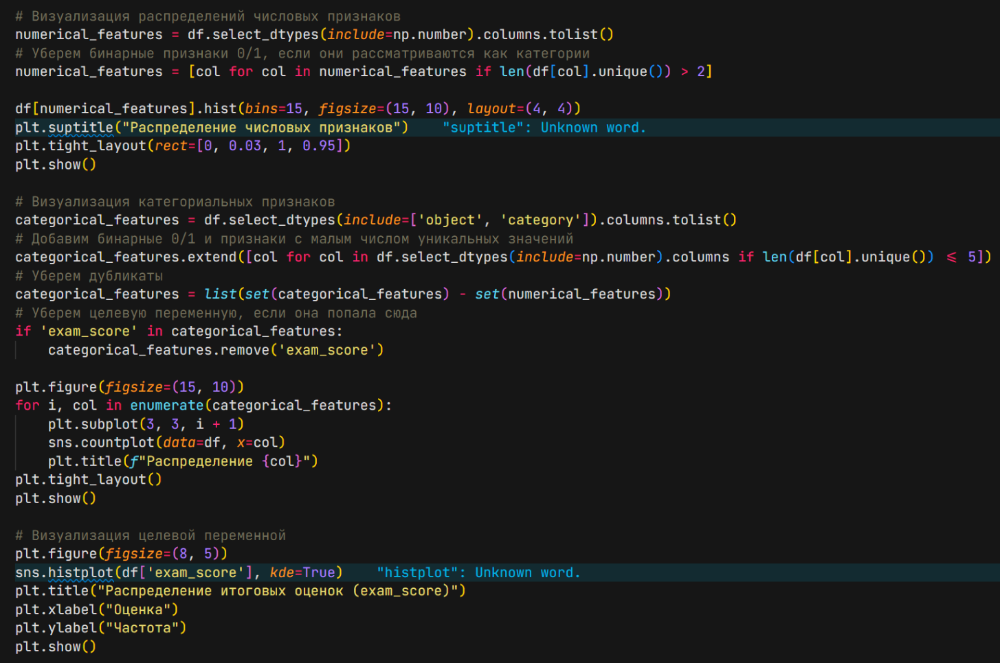 # Визуализация распределений числовых признаков
numerical_features = df.select_dtypes(include=np.number).columns.tolist()
# Уберем бинарные признаки 0/1, если они рассматриваются как категории
numerical_features = [col for col in numerical_features if len(df[col].unique()) > 2]
df[numerical_features].hist(bins=15, figsize=(15, 10), layout=(4, 4))
plt.suptitle("Распределение числовых признаков")    "suptitle": Unknown word.
plt.tight_layout(rect=[0, 0.03, 1, 0.95])
plt.show()
# Визуализация категориальных признаков
categorical_features = df.select_dtypes(include=['object', 'category']).columns.tolist()
# Добавим бинарные 0/1 и признаки с малым числом уникальных значений
categorical_features.extend([col for col in df.select_dtypes(include=np.number).columns if len(df[col].unique()) ⩽ 5])
# Уберем дубликаты
categorical_features = list(set(categorical_features) - set(numerical_features))
# Уберем целевую переменную, если она попала сюда
if 'exam_score' in categorical_features:
    categorical_features.remove('exam_score')
plt.figure(figsize=(15, 10))
for i, col in enumerate(categorical_features):
    plt.subplot(3, 3, i + 1)
    sns.countplot(data=df, x=col)
    plt.title(f"Распределение {col}")
plt.tight_layout()
plt.show()
# Визуализация целевой переменной
plt.figure(figsize=(8, 5))
sns.histplot(df['exam_score'], kde=True)    "histplot": Unknown word.
plt.title("Распределение итоговых оценок (exam_score)")
plt.xlabel("Оценка")
plt.ylabel("Частота")
plt.show()